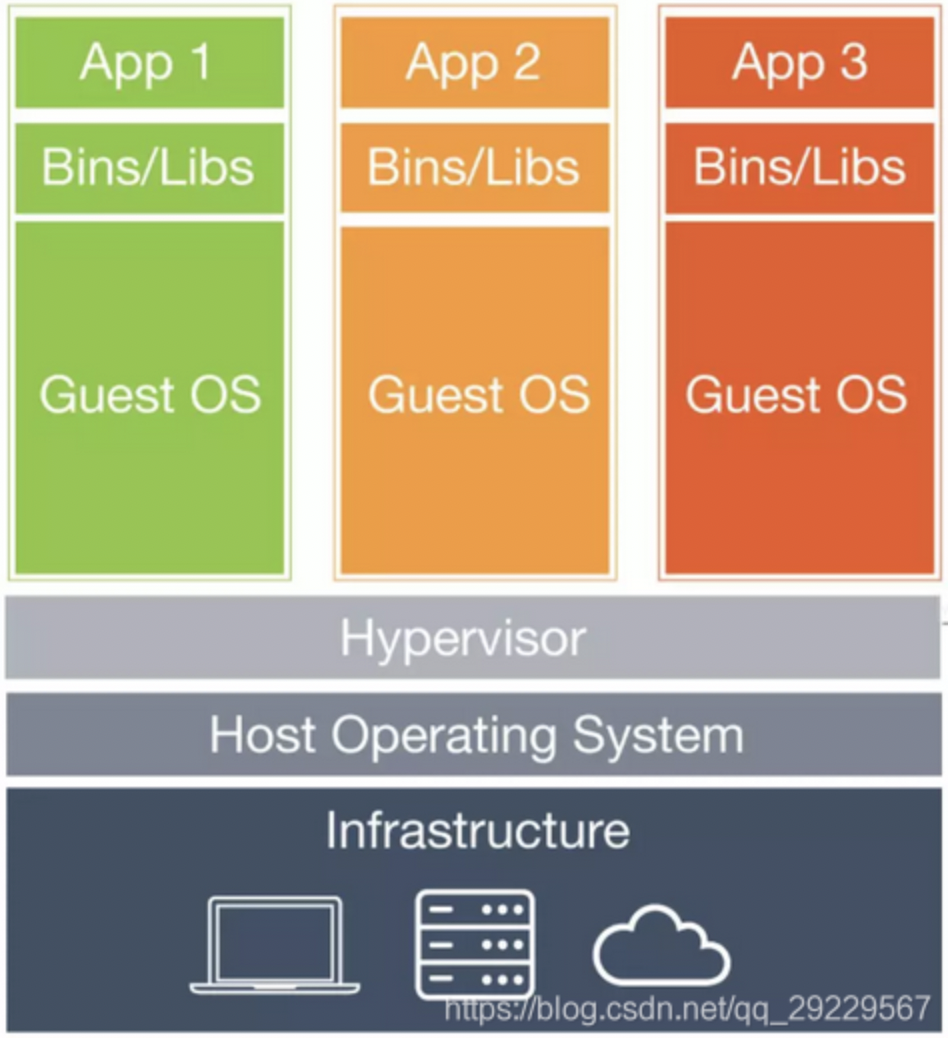 App 1
App 2
App 3
Bins/Libs
Bins/Libs
Bins/Libs
Guest OS
Guest OS
Guest OS
Hypervisor
Host Operating System
Infrastructure
https://blog.csdn.net/qq_29229567